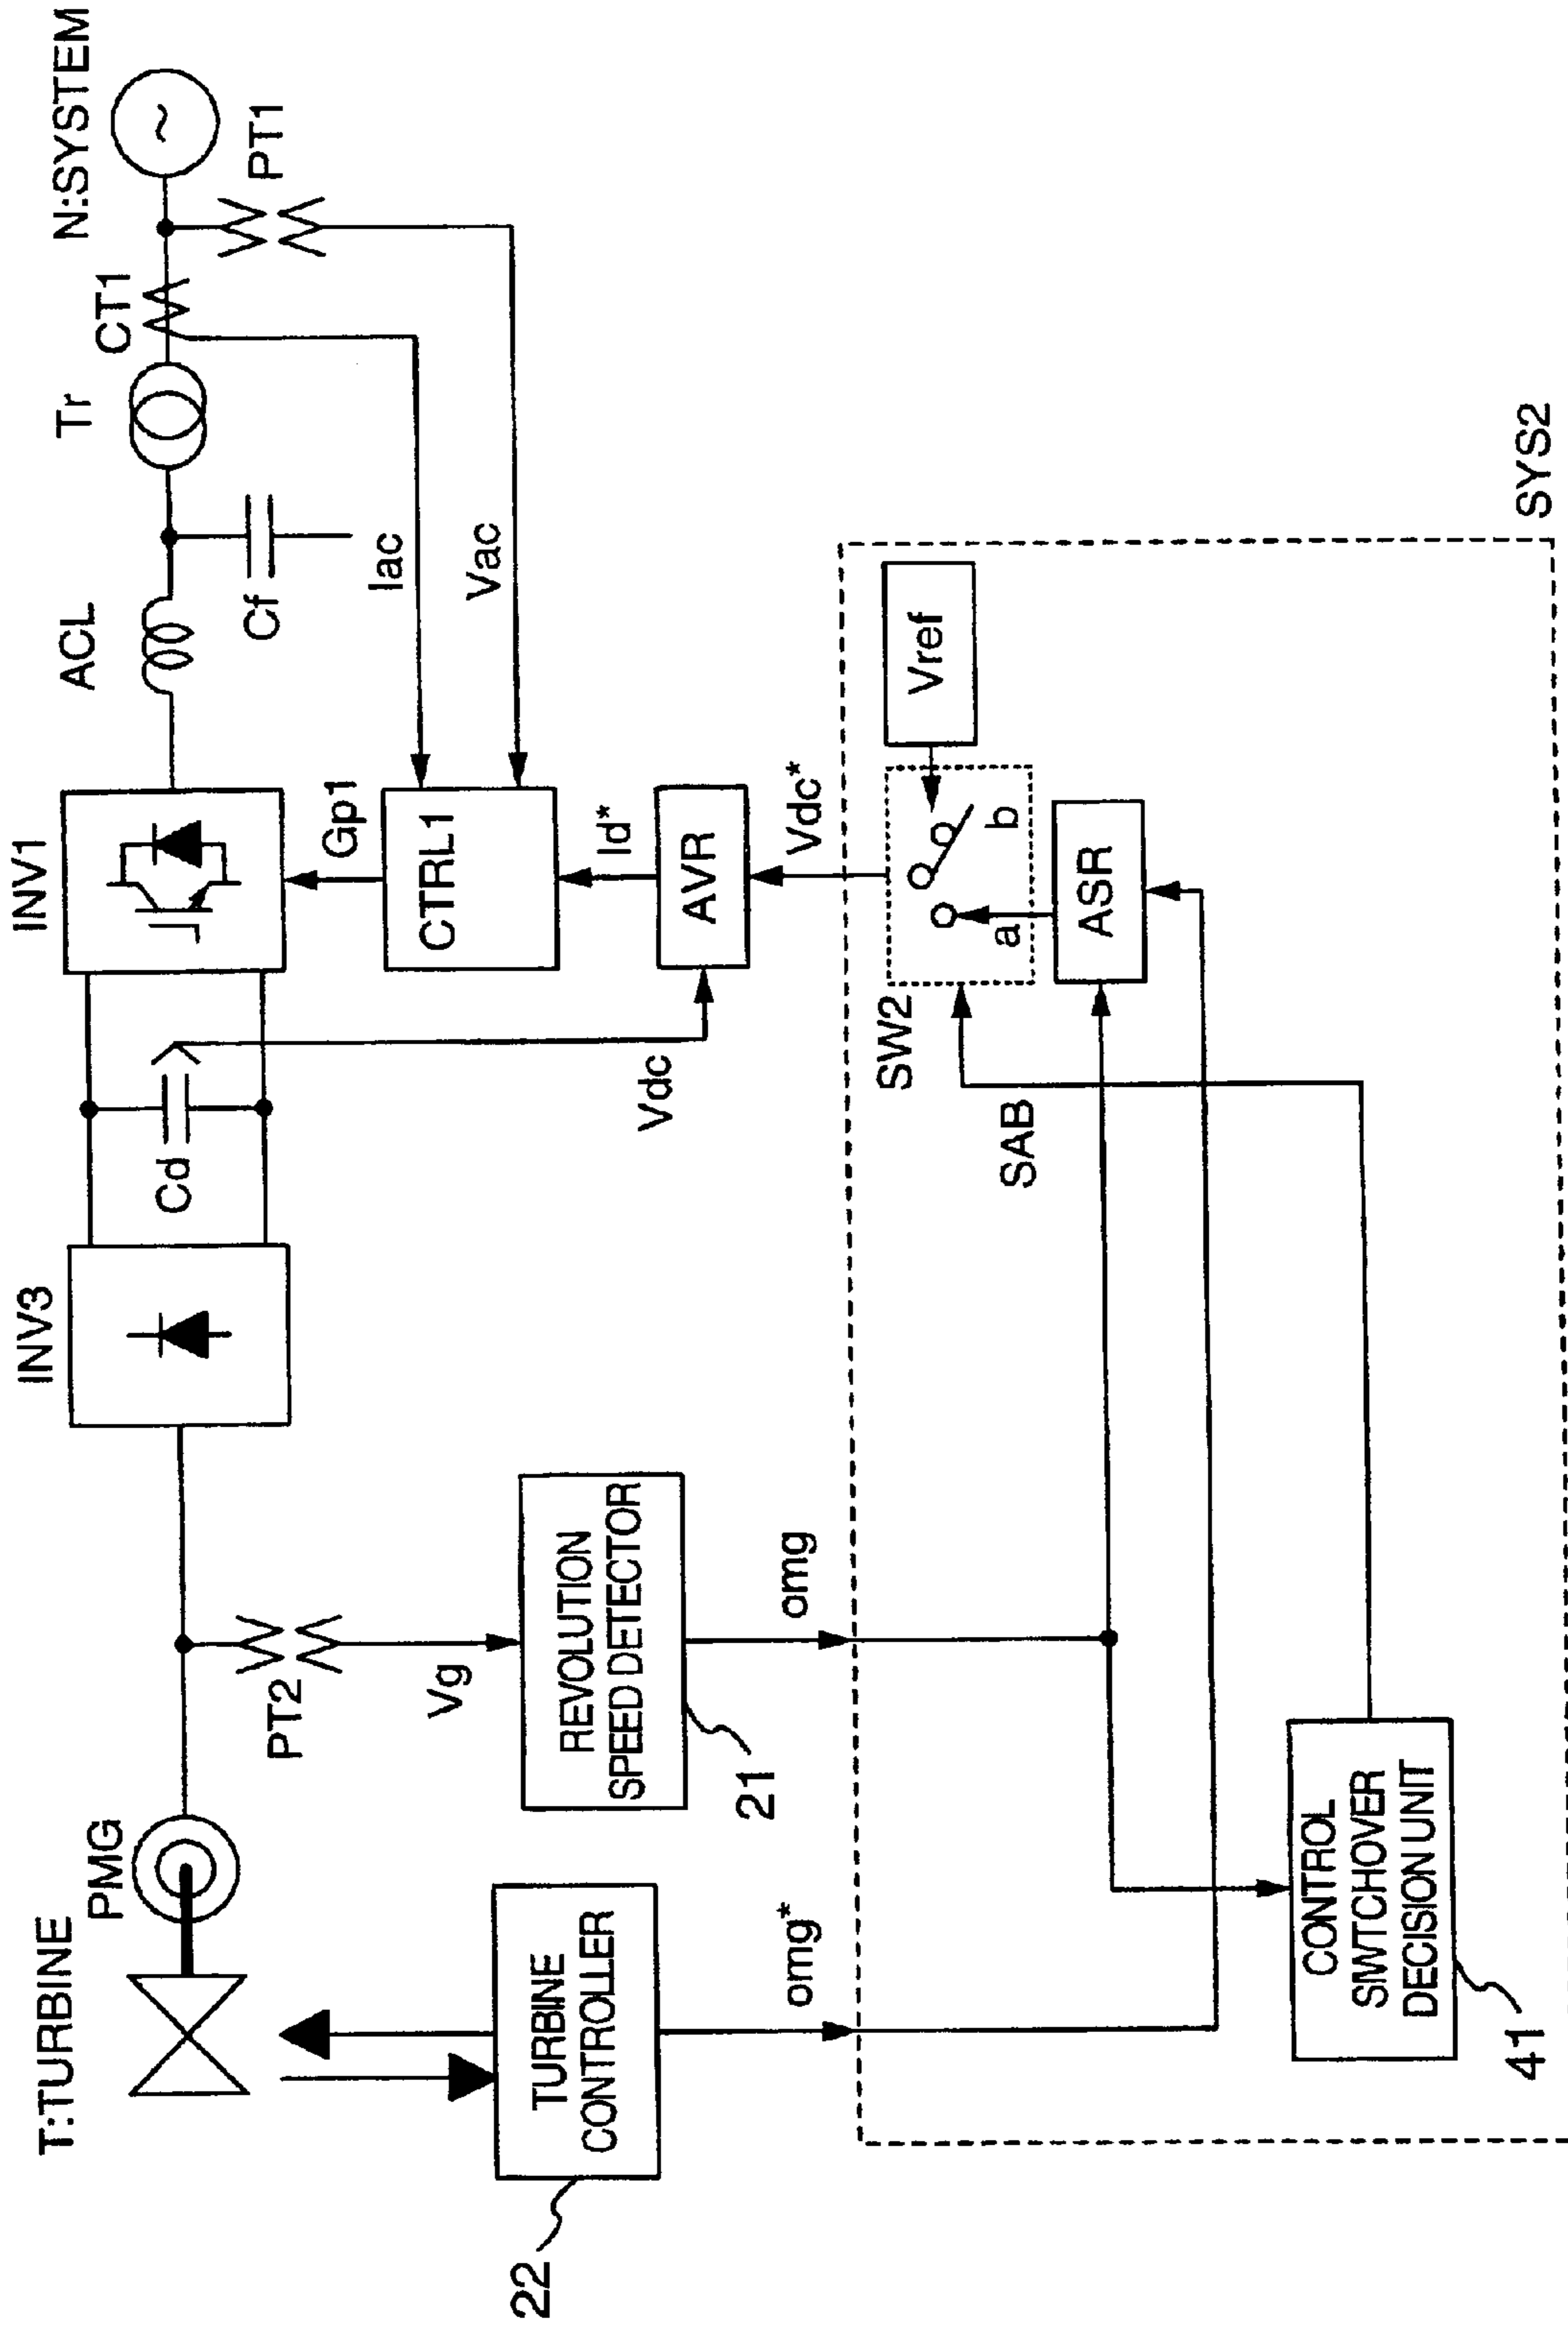 T:TURBINE
PMG
INV3
INV1
ACL
Tr
CT1
N:SYSTEM
PT1
PT2
Cd
Cf
Vg
Vdc
Gp1
Iac
Vac
22
TURBINE
CONTROLLER
21
REVOLUTION
SPEED DETECTOR
CTRL1
Id*
AVR
omg*
omg
Vdc*
SW2
SAB
a
b
Vref
ASR
41
CONTROL
SIWTCHOVER
DECISION UNIT
SYS2